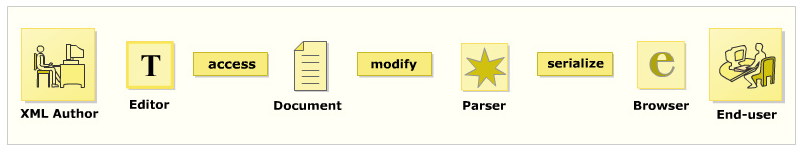 T
access
modify
serialize
e
XML Author
Editor
Document
Parser
Browser
End-user